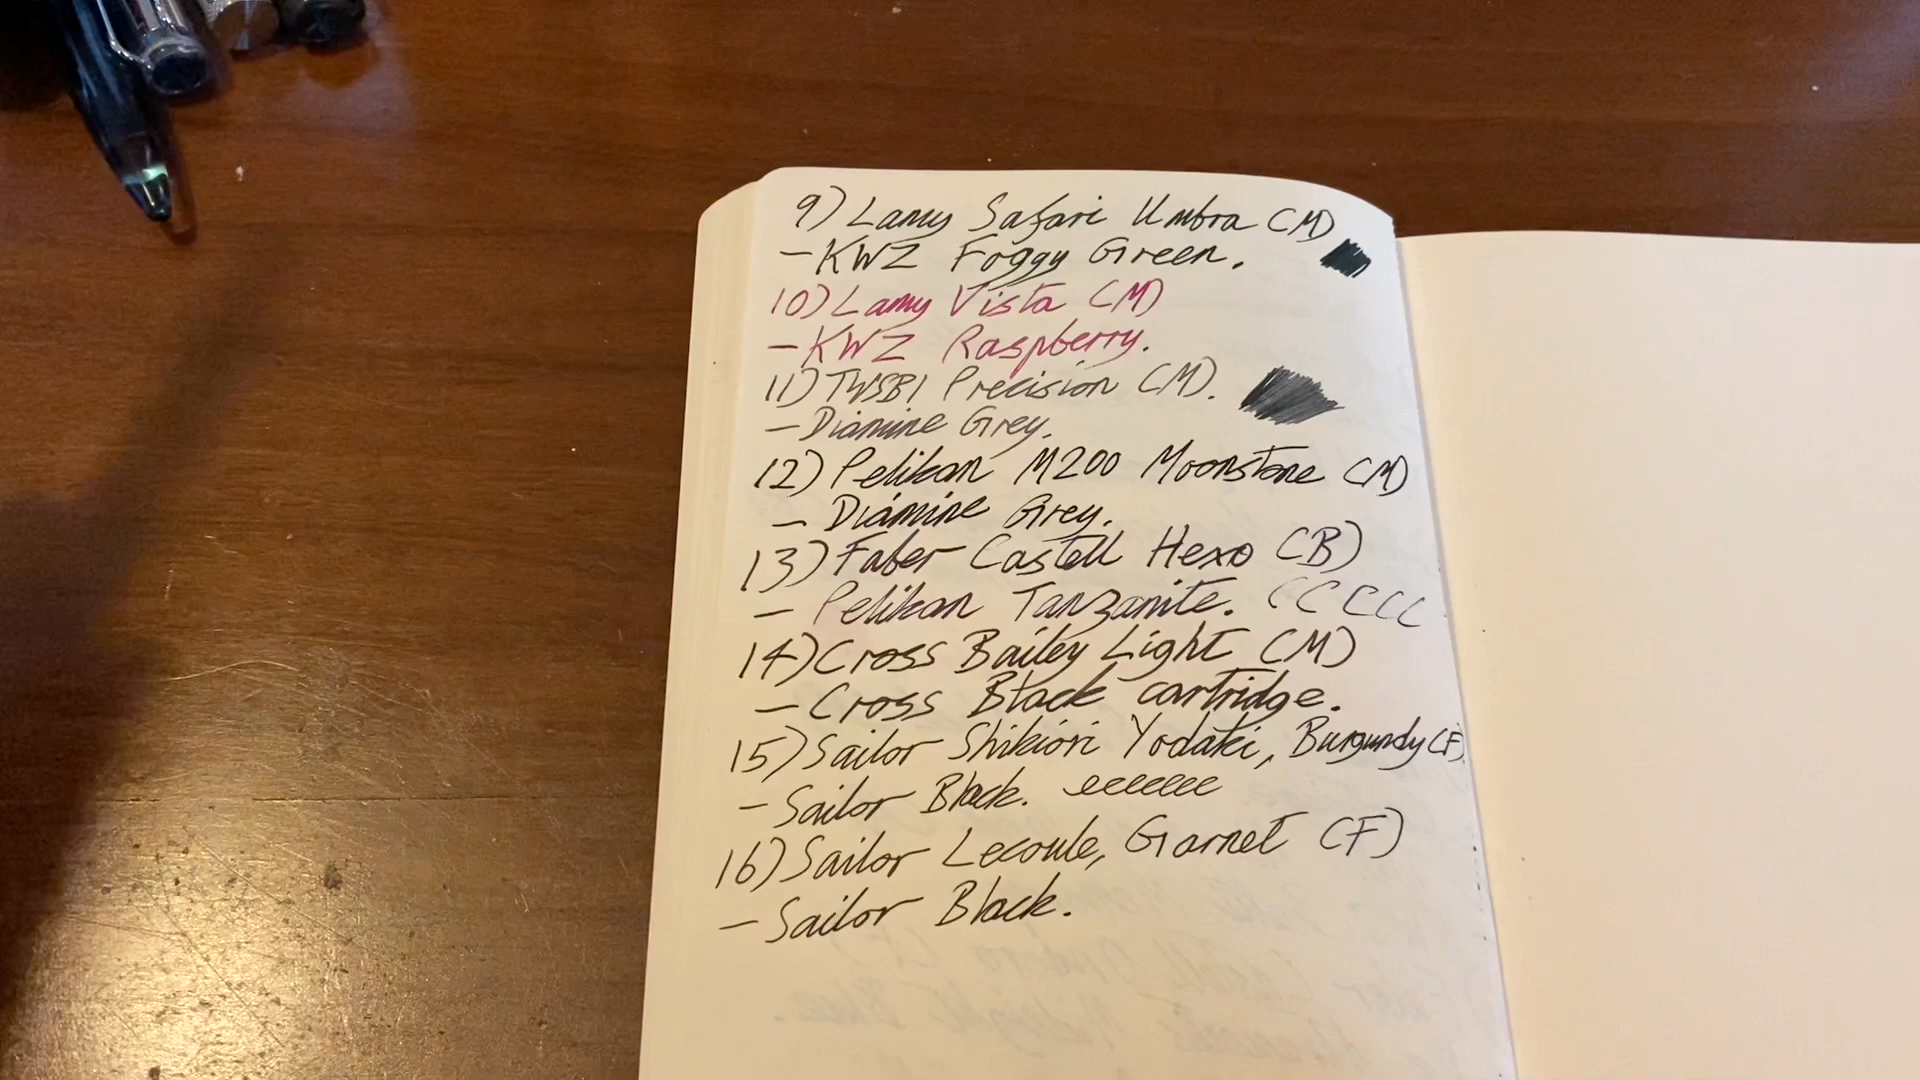 9) Lamy Safari Umbra (M)
- KWZ Foggy Green.
10) Lamy Vista (M)
- KWZ Raspberry.
11) TWSBI Precision (M).
- Diamine Grey.
12) Pelikan M200 Moonstone (M)
- Diamine Grey.
13) Faber Castell Hexo (B)
- Pelikan Tanzanite. CCCCC
14) Cross Bailey Light (M)
- Cross Black cartridge.
15) Sailor Shikiori Yodaki, Burgundy (F)
- Sailor Black. eeeeeee
16) Sailor Lecoule, Garnet (F)
- Sailor Black.